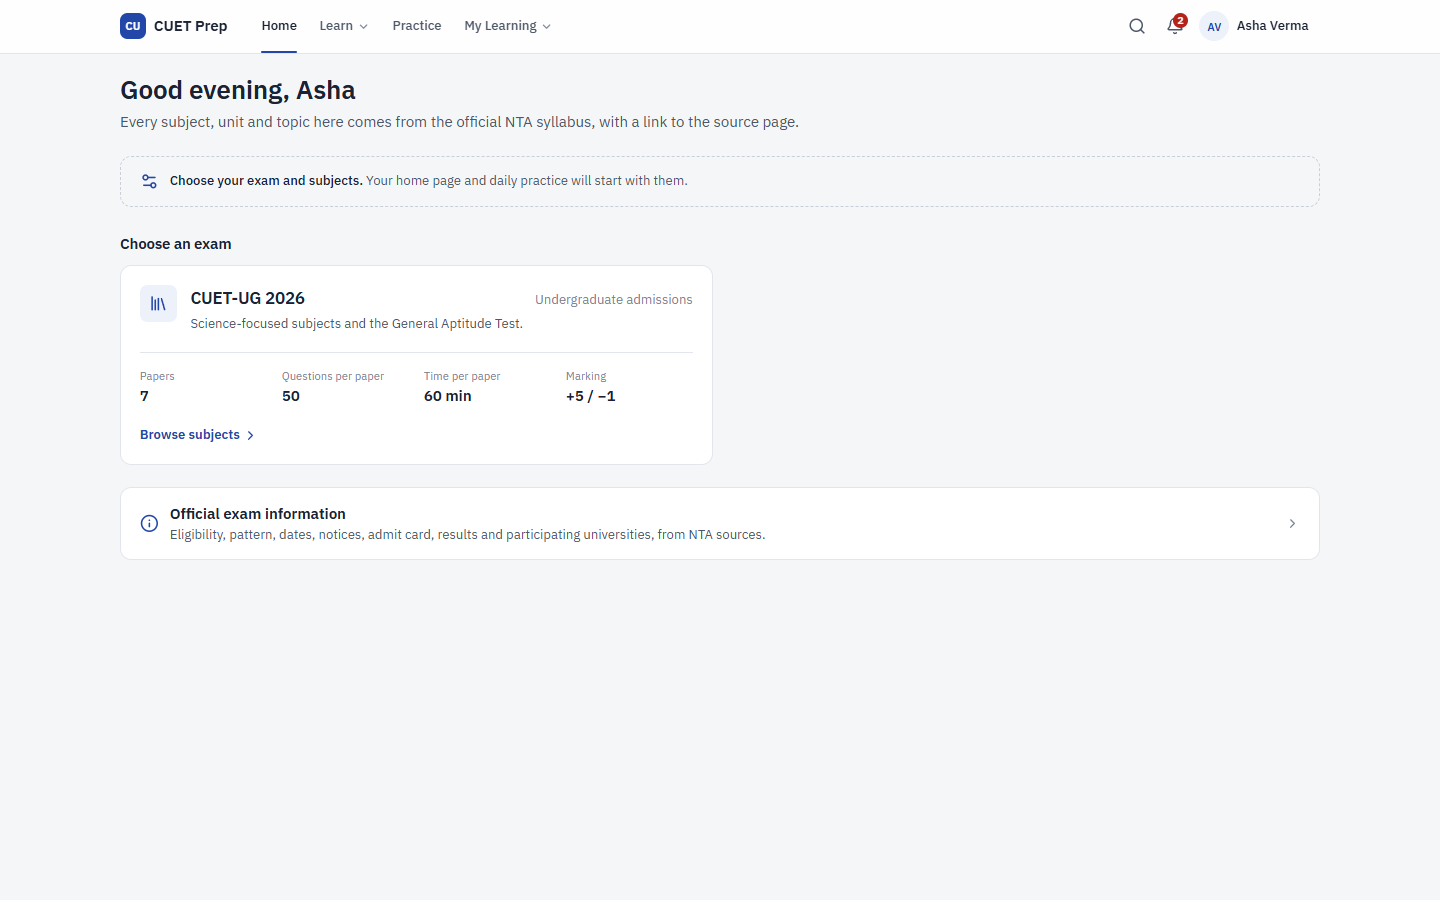 CU CUET Prep Home Learn Practice My Learning 2 AV Asha Verma
Good evening, Asha
Every subject, unit and topic here comes from the official NTA syllabus, with a link to the source page.
Choose your exam and subjects. Your home page and daily practice will start with them.
Choose an exam
CUET-UG 2026 Undergraduate admissions
Science-focused subjects and the General Aptitude Test.
Papers Questions per paper Time per paper Marking
7 50 60 min +5 / −1
Browse subjects
Official exam information
Eligibility, pattern, dates, notices, admit card, results and participating universities, from NTA sources.